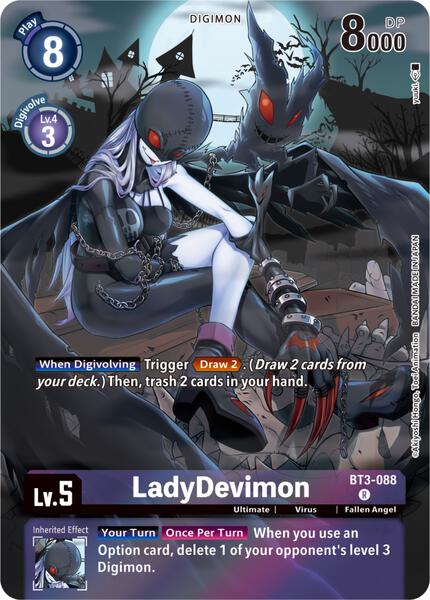 DIGIMON
Play
8
DP
8000
Digivolve
Lv.4
3
yunki.
©Akiyoshi Hongo, Toei Animation BANDAI MADE IN JAPAN
When Digivolving Trigger Draw 2 . (Draw 2 cards from
your deck.) Then, trash 2 cards in your hand.
Lv.5
LadyDevimon
BT3-088
R
Ultimate | Virus | Fallen Angel
Inherited Effect
Your Turn Once Per Turn When you use an
Option card, delete 1 of your opponent's level 3
Digimon.